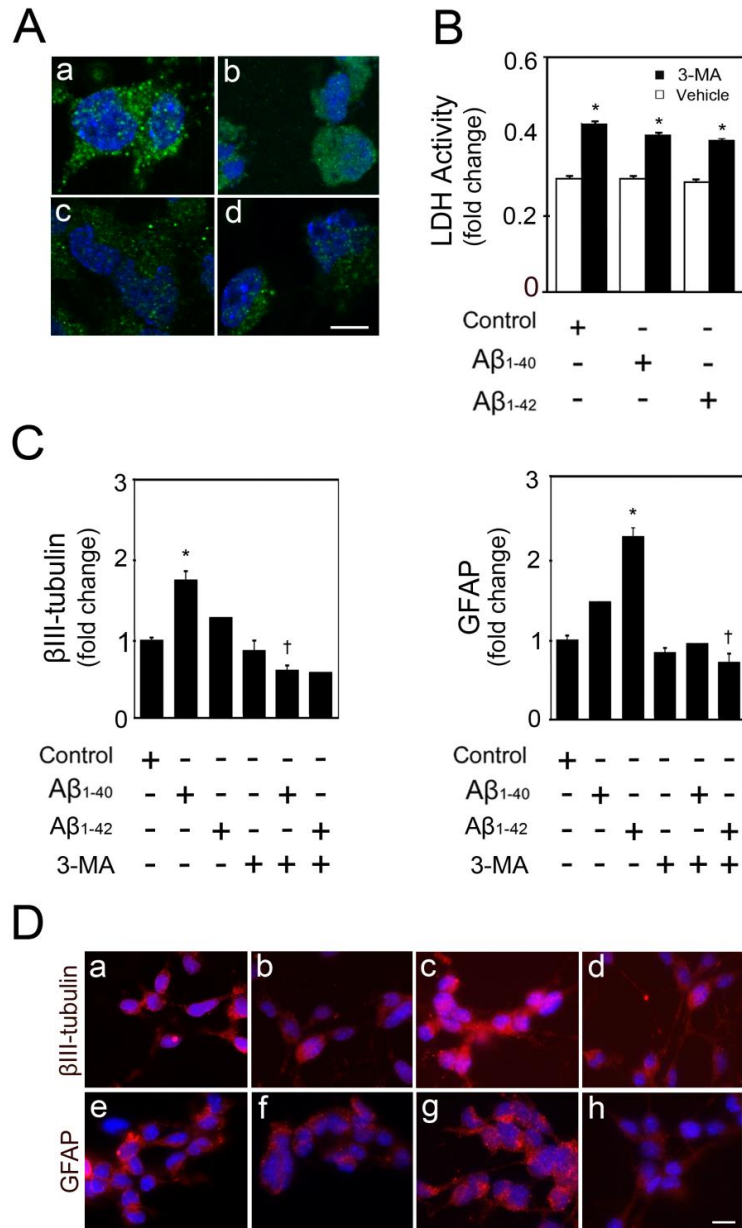 A
a
b
c
d
B
LDH Activity
(fold change)
0.6
0.4
0.2
0
3-MA
Vehicle
* * *
Control + - -
Aβ1-40 - + -
Aβ1-42 - - +
C
βIII-tubulin
(fold change)
3
2
1
0
*
†
Control + - - - - -
Aβ1-40 - + - - + -
Aβ1-42 - - + - - +
3-MA - - - + + +
GFAP
(fold change)
3
2
1
0
*
†
Control + - - - - -
Aβ1-40 - + - - + -
Aβ1-42 - - + - - +
3-MA - - - + + +
D
βIII-tubulin
a
b
c
d
GFAP
e
f
g
h